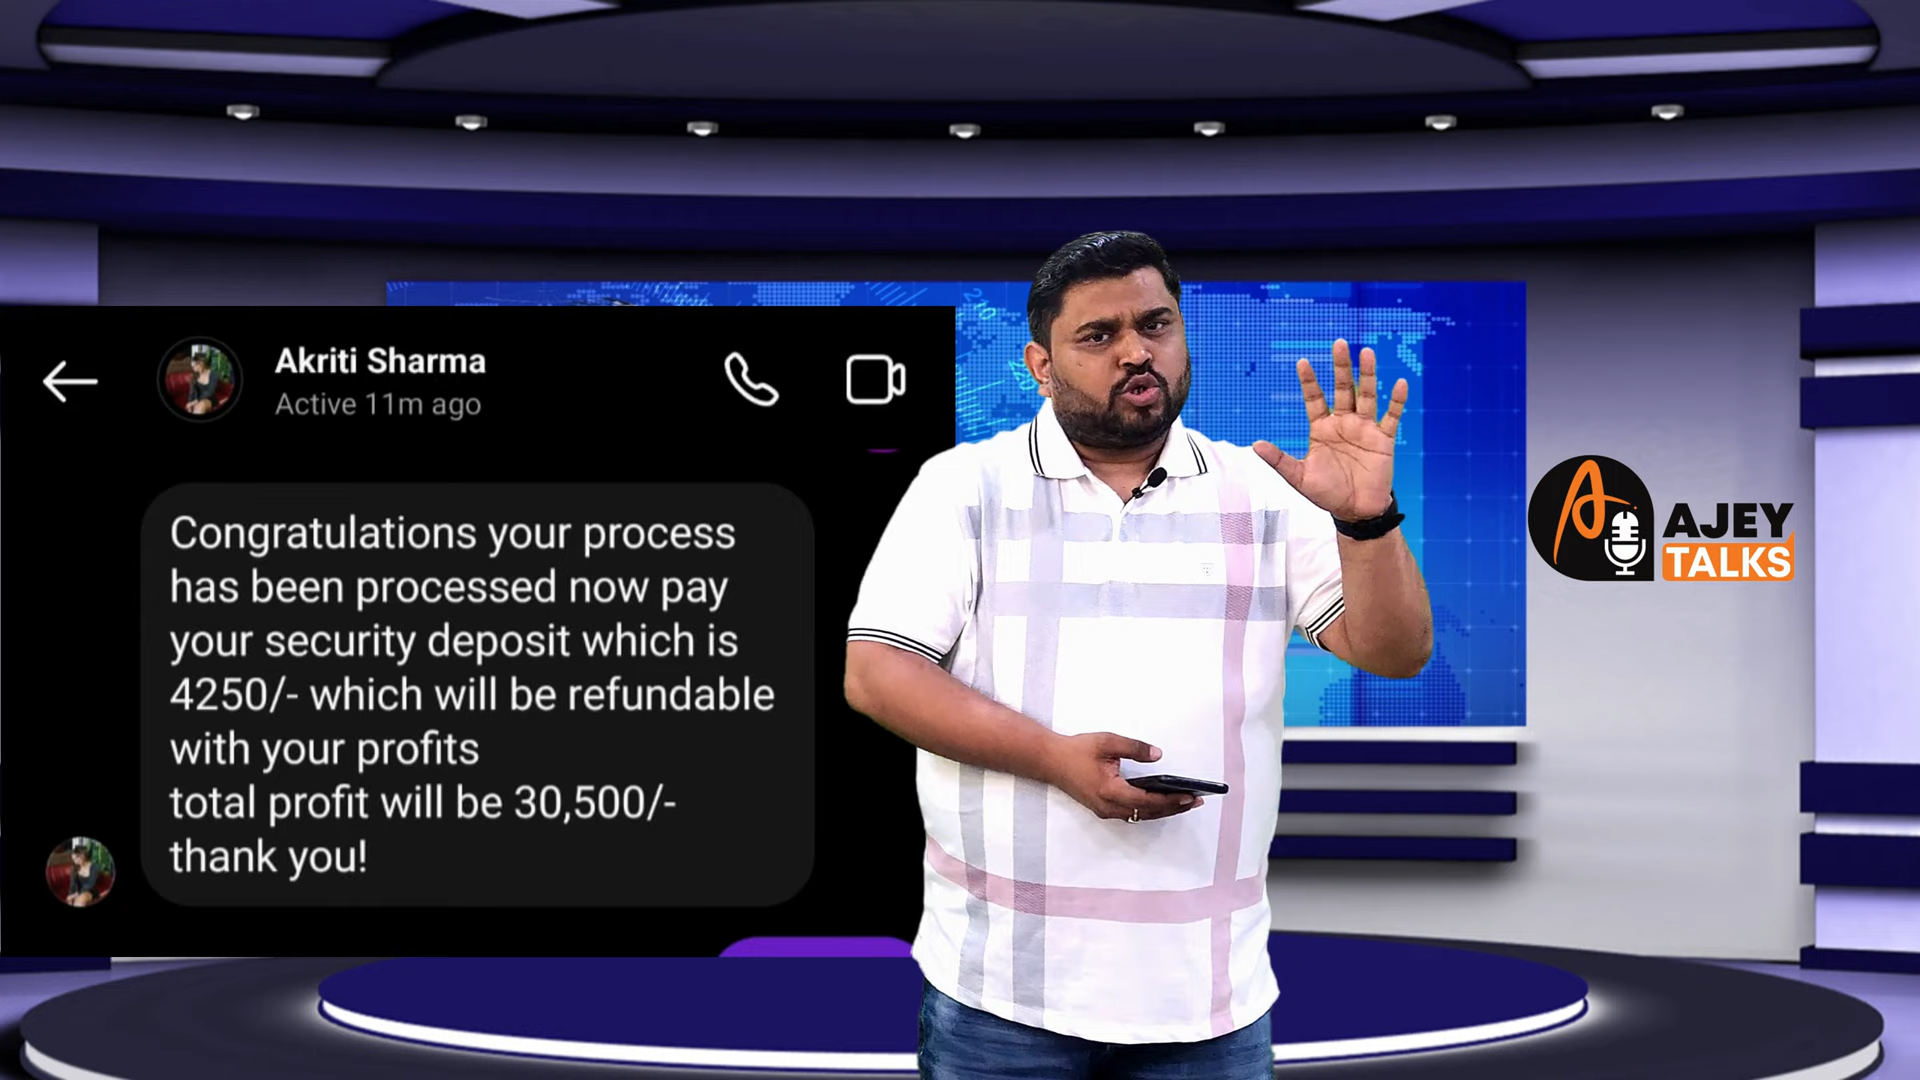 Akriti Sharma
Active 11m ago
Congratulations your process
has been processed now pay
your security deposit which is
4250/- which will be refundable
with your profits
total profit will be 30,500/-
thank you!
AJEY
TALKS